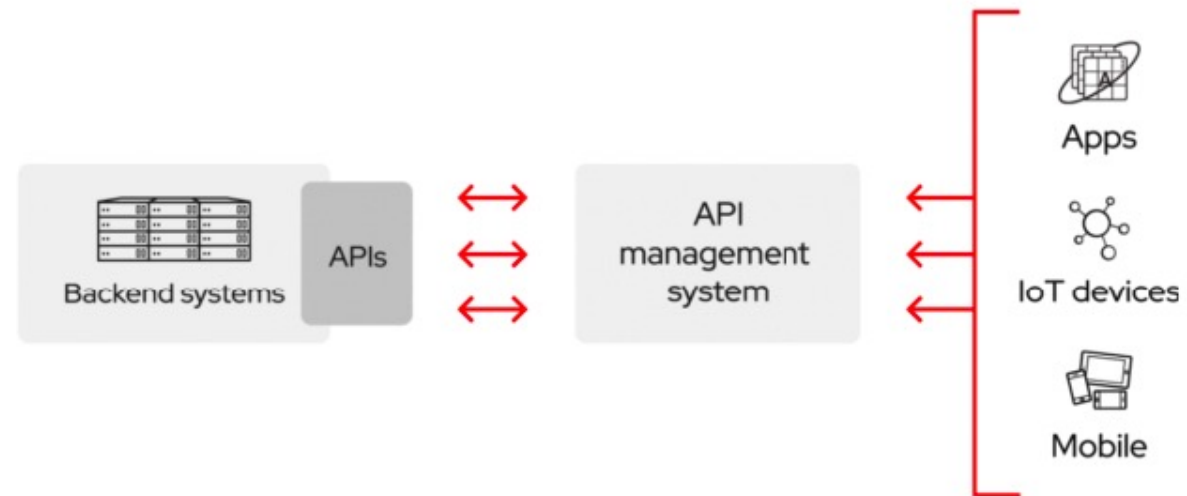 Backend systems
APIs
API
management
system
Apps
IoT devices
Mobile